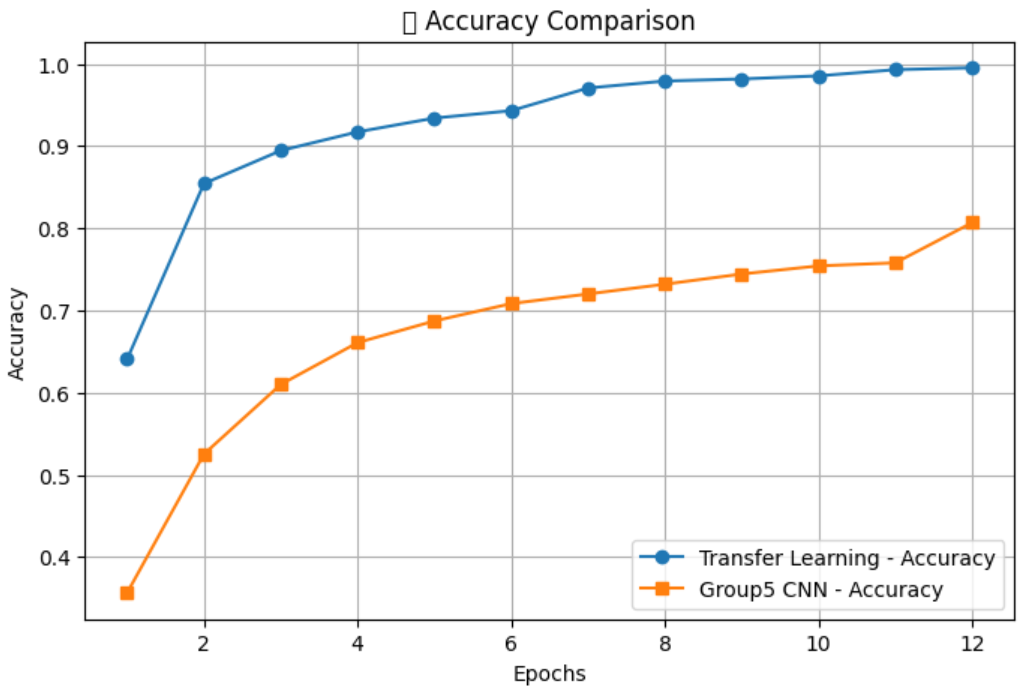 Accuracy Comparison
1.0
0.9
0.8
0.7
0.6
0.5
0.4
Accuracy
2 4 6 8 10 12
Epochs
Transfer Learning - Accuracy
Group5 CNN - Accuracy